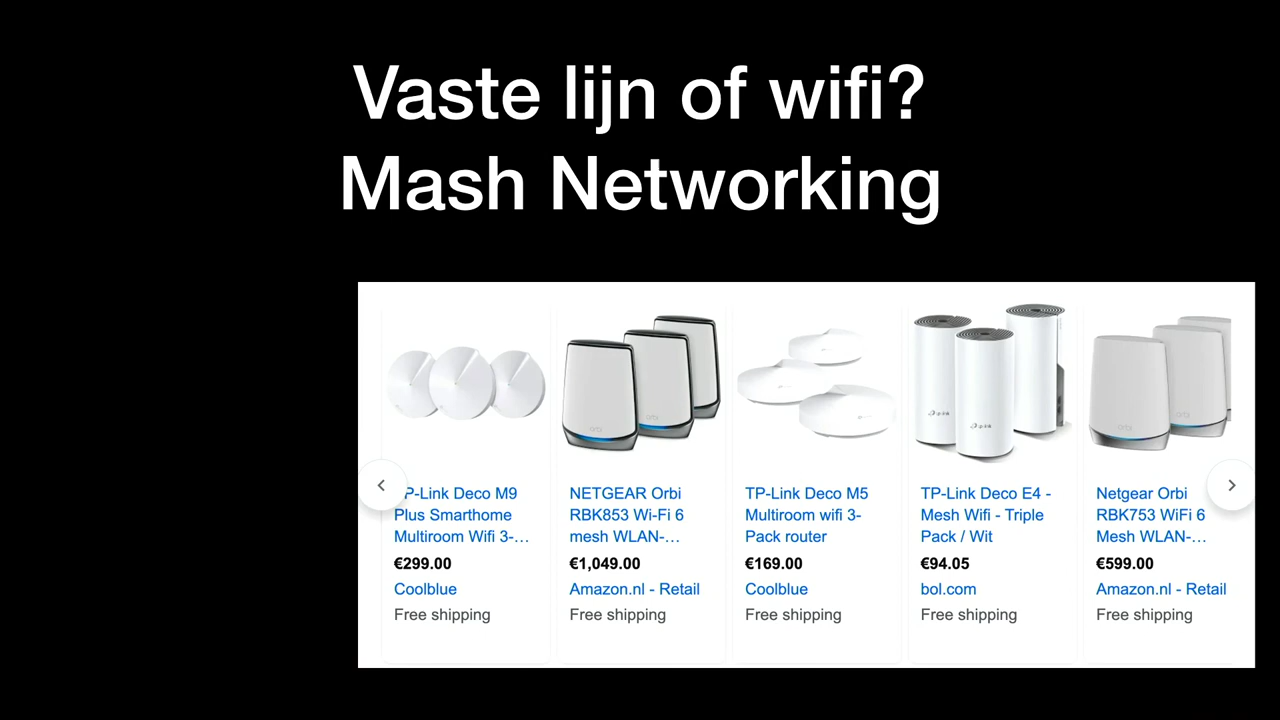 Vaste lijn of wifi?
Mash Networking
P-Link Deco M9
Plus Smarthome
Multiroom Wifi 3-...
€299.00
Coolblue
Free shipping
NETGEAR Orbi
RBK853 Wi-Fi 6
mesh WLAN-...
€1,049.00
Amazon.nl - Retail
Free shipping
TP-Link Deco M5
Multiroom wifi 3-
Pack router
€169.00
Coolblue
Free shipping
TP-Link Deco E4 -
Mesh Wifi - Triple
Pack / Wit
€94.05
bol.com
Free shipping
Netgear Orbi
RBK753 WiFi 6
Mesh WLAN-...
€599.00
Amazon.nl - Retail
Free shipping